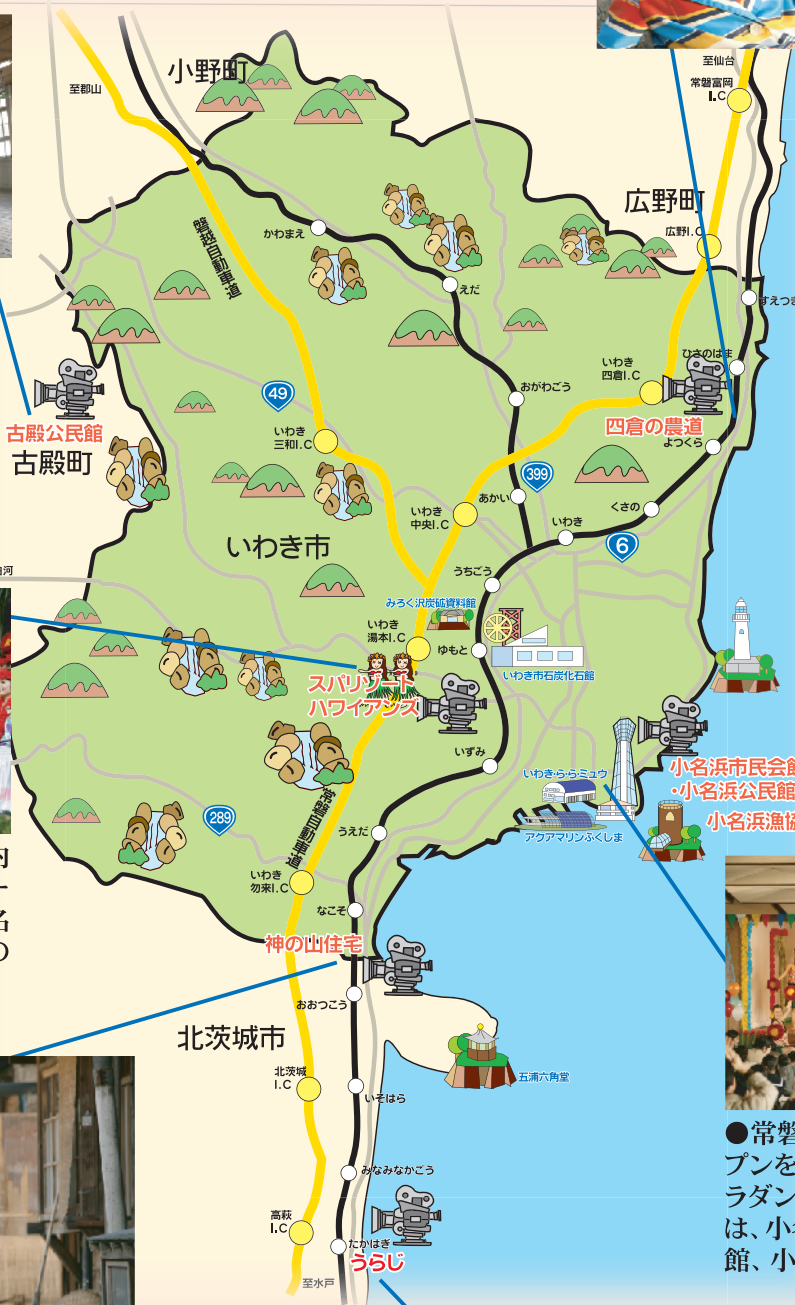 至仙台
常磐富岡
I.C
小野町
至郡山
広野町
広野I.C
磐越自動車道
かわまえ
えだ
すえつぎ
ひさのはま
いわき
四倉I.C
おがわごう
四倉の農道
よつくら
49
いわき
三和I.C
古殿公民館
古殿町
399
あかい
いわき
中央I.C
くさの
いわき
6
いわき市
うちごう
みろく沢炭砿資料館
いわき
湯本I.C
ゆもと
いわき市石炭化石館
スパリゾート
ハワイアンズ
いずみ
いわき・ら・ら・ミュウ
小名浜市民会館
・小名浜公民館
小名浜漁協
アクアマリンふくしま
289
常磐自動車道
うえだ
いわき
勿来I.C
なこそ
神の山住宅
おおつこう
北茨城市
五浦六角堂
北茨城
I.C
いそはら
みなみなかごう
高萩
I.C
たかはぎ
うらじ
至水戸
●常磐
プンを
ラダン
は、小
館、小